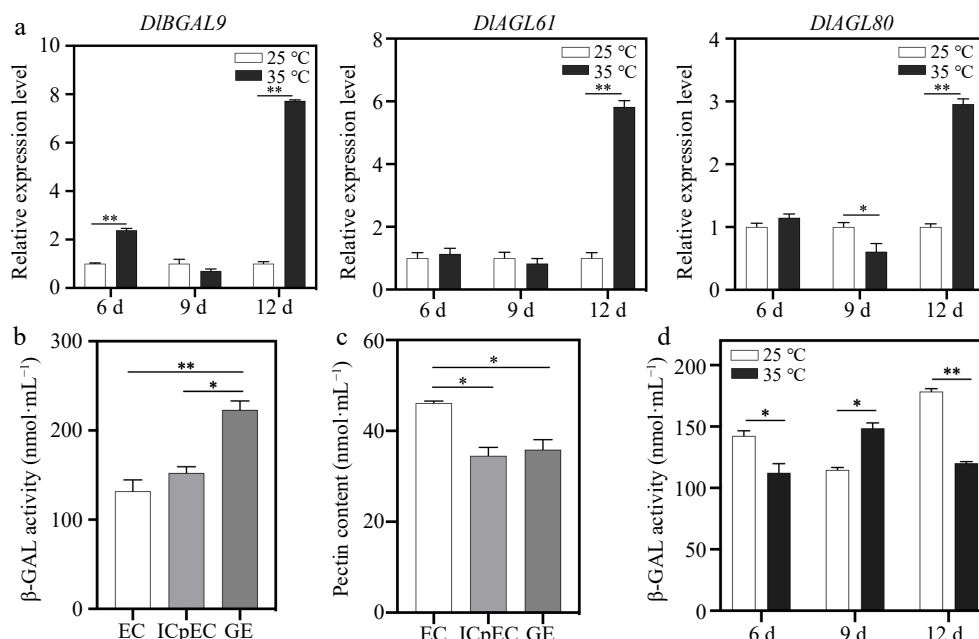 a
DlBGAL9
Relative expression level
10
8
6
4
2
0
25 °C
35 °C
**
**
6 d
9 d
12 d
DlAGL61
Relative expression level
8
6
4
2
0
25 °C
35 °C
**
6 d
9 d
12 d
DlAGL80
Relative expression level
4
3
2
1
0
25 °C
35 °C
*
**
6 d
9 d
12 d
b
β-GAL activity (nmol·mL⁻¹)
300
200
100
0
**
*
EC
ICpEC
GE
c
Pectin content (nmol·mL⁻¹)
60
40
20
0
*
*
EC
ICpEC
GE
d
β-GAL activity (nmol·mL⁻¹)
200
150
100
50
0
25 °C
35 °C
*
*
**
6 d
9 d
12 d